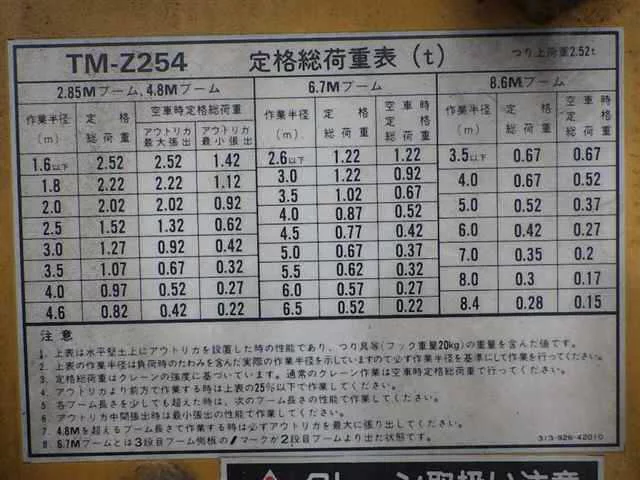 TM-Z254 定格総荷重表 (t) つり上荷重2.52t
2.85Mブーム, 4.8Mブーム 6.7Mブーム 8.6Mブーム
作業半径(m) 定格総荷重 空車時定格総荷重 アウトリガ最大張出 アウトリガ最小張出 作業半径(m) 定格総荷重 空車時定格総荷重 作業半径(m) 定格総荷重 空車時定格総荷重
1.6以下 2.52 2.52 1.42 2.6以下 1.22 1.22 3.5以下 0.67 0.67
1.8 2.22 2.22 1.12 3.0 1.22 0.92 4.0 0.67 0.52
2.0 2.02 2.02 0.92 3.5 1.02 0.67 5.0 0.52 0.37
2.5 1.52 1.32 0.62 4.0 0.87 0.52 6.0 0.42 0.27
3.0 1.27 0.92 0.42 4.5 0.77 0.42 7.0 0.35 0.2
3.5 1.07 0.67 0.32 5.0 0.67 0.37 8.0 0.3 0.17
4.0 0.97 0.52 0.27 5.5 0.62 0.32 8.4 0.28 0.15
4.6 0.82 0.42 0.22 6.0 0.57 0.27
6.5 0.52 0.22
注意
1. 上表は水平堅土上にアウトリガを設置した時の性能であり、つり具等(フック重量20kg)の重量を含んだ値です。
2. 上表の作業半径は負荷時のたわみを含んだ実際の作業半径を示していますので必ず作業半径を基準にして作業を行ってください。
3. 定格総荷重はクレーンの強度に基づいています。通常のクレーン作業は空車時定格総荷重で行ってください。
4. アウトリガより前方で作業する時は上表の25%以下で作業してください。
5. 各ブーム長さを少しでも超えた時は、次のブーム長さの性能で作業してください。
6. アウトリガ中間張出時は最小張出の性能で作業してください。
7. 4.8Mを超えるブーム長さで作業する時は必ずアウトリガを最大に張り出してください。
8. 6.7Mブームとは3段目ブーム側板の／マークが2段目ブームより出た状態です。
313-926-42010
クレーン取扱い注意